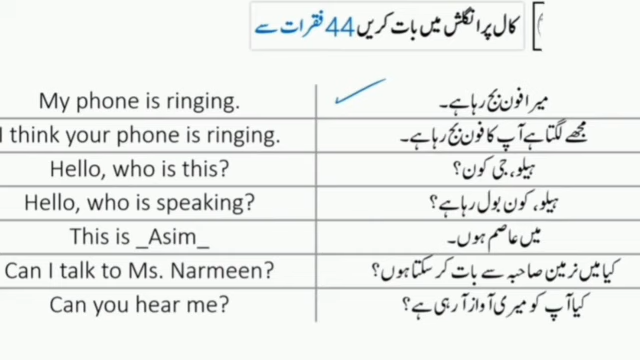 کال پر انگلش میں بات کریں 44 فقرات سے
My phone is ringing. میرا فون بج رہا ہے۔
I think your phone is ringing. مجھے لگتا ہے آپ کا فون بج رہا ہے۔
Hello, who is this? ہیلو، جی کون؟
Hello, who is speaking? ہیلو، کون بول رہا ہے؟
This is _Asim_ میں عاصم ہوں۔
Can I talk to Ms. Narmeen? کیا میں نرمین صاحبہ سے بات کر سکتا ہوں؟
Can you hear me? کیا آپ کو میری آواز آ رہی ہے؟